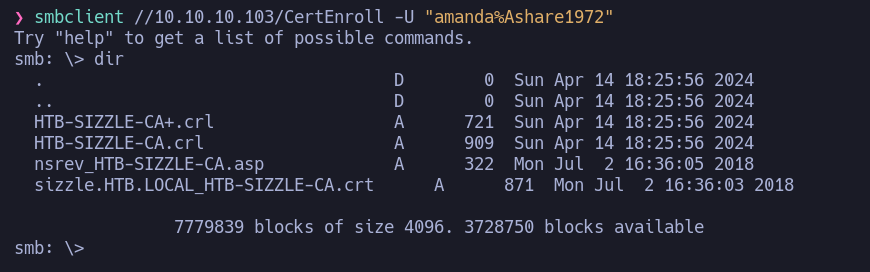 ❯ smbclient //10.10.10.103/CertEnroll -U "amanda%Ashare1972"
Try "help" to get a list of possible commands.
smb: \> dir
  .                                   D        0  Sun Apr 14 18:25:56 2024
  ..                                  D        0  Sun Apr 14 18:25:56 2024
  HTB-SIZZLE-CA+.crl                  A      721  Sun Apr 14 18:25:56 2024
  HTB-SIZZLE-CA.crl                   A      909  Sun Apr 14 18:25:56 2024
  nsrev_HTB-SIZZLE-CA.asp             A      322  Mon Jul  2 16:36:05 2018
  sizzle.HTB.LOCAL_HTB-SIZZLE-CA.crt      A      871  Mon Jul  2 16:36:03 2018
                7779839 blocks of size 4096. 3728750 blocks available
smb: \>